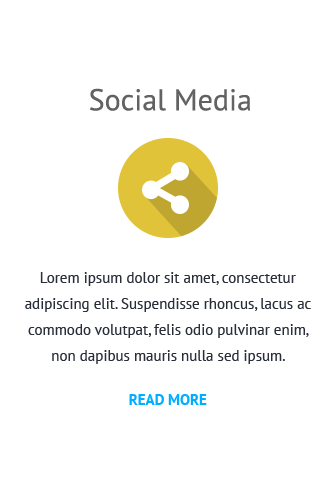 Social Media
Lorem ipsum dolor sit amet, consectetur
adipiscing elit. Suspendisse rhoncus, lacus ac
commodo volutpat, felis odio pulvinar enim,
non dapibus mauris nulla sed ipsum.
READ MORE